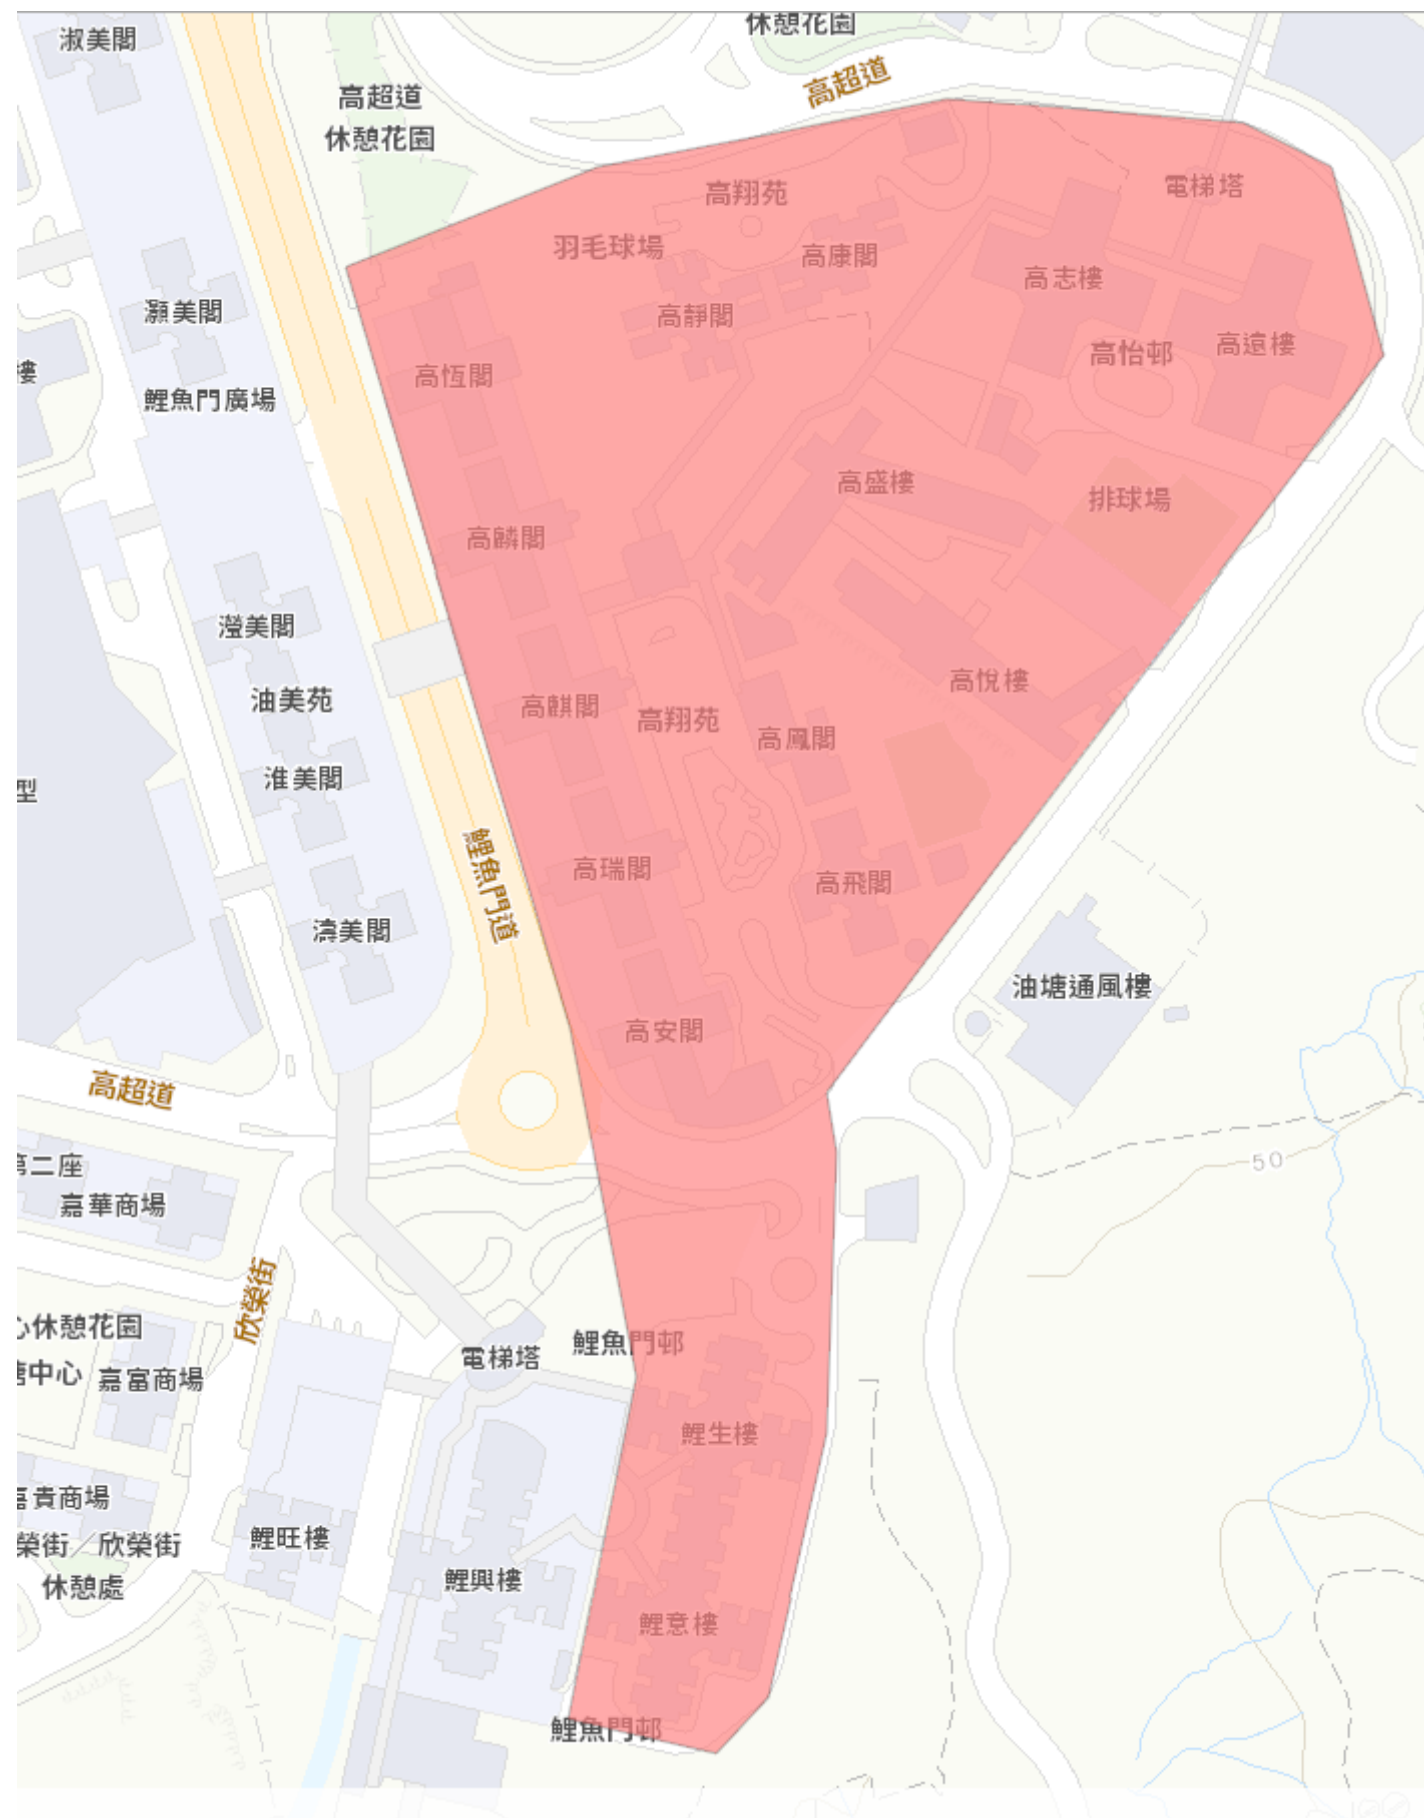 淑美閣
休憩花園
高超道
高超道
休憩花園
電梯塔
高翔苑
羽毛球場
高康閣
高志樓
灝美閣
高靜閣
高遠樓
高怡邨
樓
高恆閣
鯉魚門廣場
高盛樓
排球場
高麟閣
瀅美閣
高悅樓
油美苑
高麒閣
高翔苑
高鳳閣
淮美閣
型
鯉魚門道
高瑞閣
高飛閣
濤美閣
油塘通風樓
高安閣
高超道
第二座
50
嘉華商場
欣榮街
心休憩花園
鯉魚門邨
電梯塔
中心
嘉富商場
鯉生樓
貴商場
鯉旺樓
榮街／欣榮街
休憩處
鯉興樓
鯉意樓
鯉魚門邨